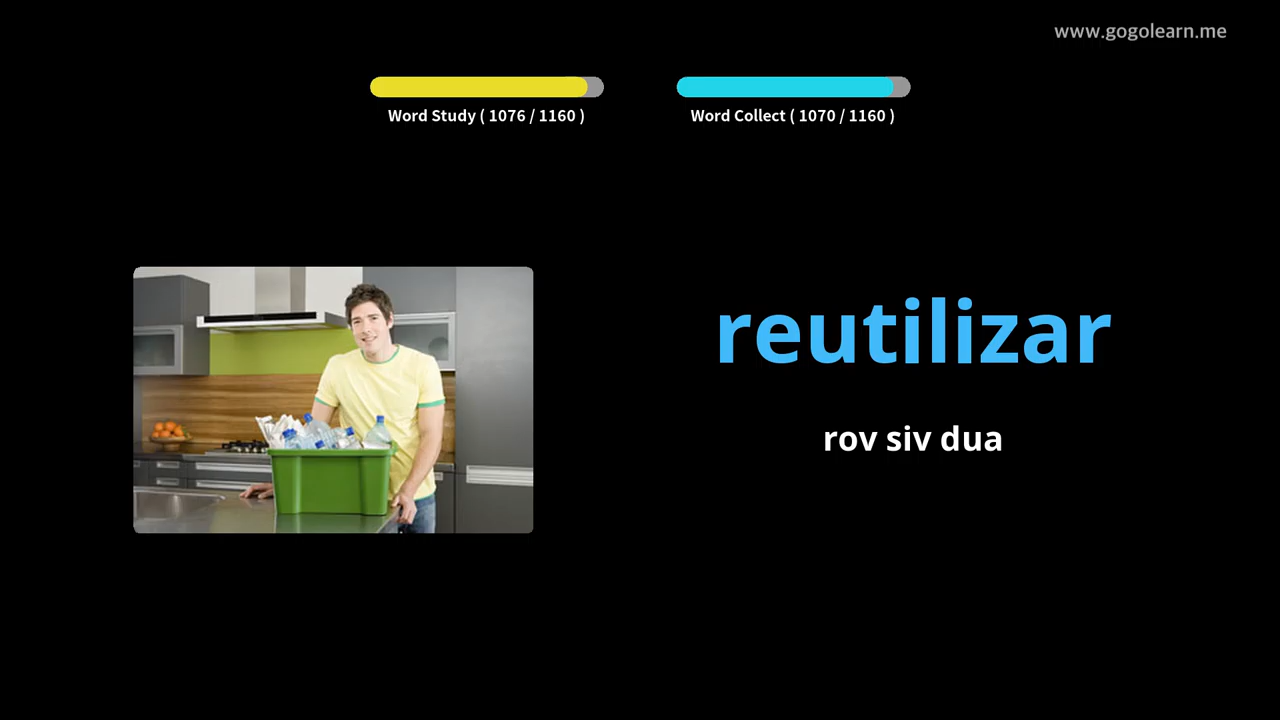 www.gogolearn.me
Word Study ( 1076 / 1160 )
Word Collect ( 1070 / 1160 )
reutilizar
rov siv dua